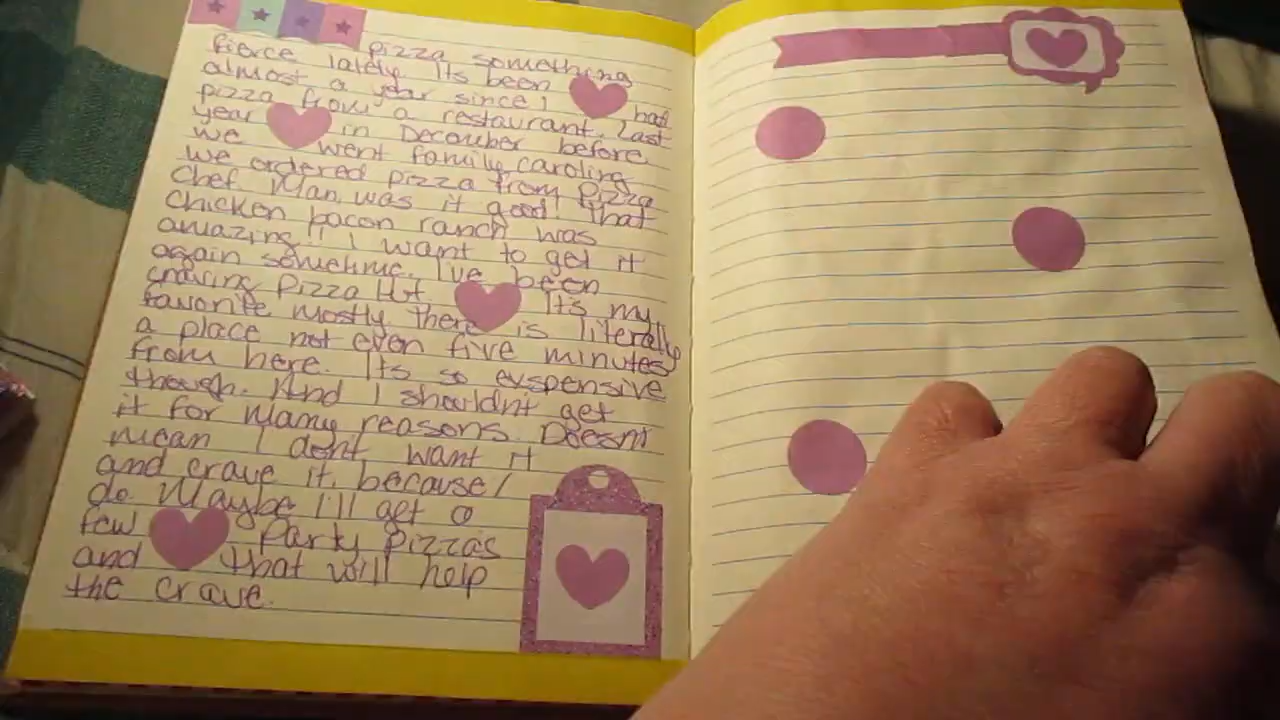 pizza something
fierce lately. Its been
almost a year since I had
pizza from a restaurant. Last
year in December before
we went family caroling
we ordered pizza from Pizza
Chef. Man was it good! That
chicken bacon ranch was
amazing! I want to get it
again sometime. I've been
craving Pizza Hut. It's my
favorite mostly there is literally
a place not even five minutes
from here. Its so evspensive
though. And I shouldn't get
it for many reasons. Doesn't
mean I dont want it
and crave it, because I
do. Maybe I'll get a
few Party Pizzas
and that will help
the crave.